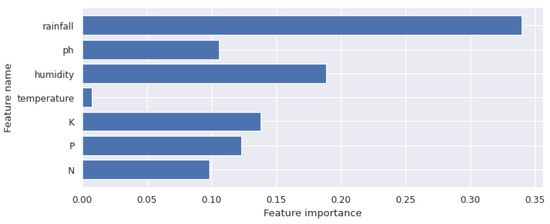 rainfall
ph
humidity
temperature
K
P
N
Feature name
0.00 0.05 0.10 0.15 0.20 0.25 0.30 0.35
Feature importance